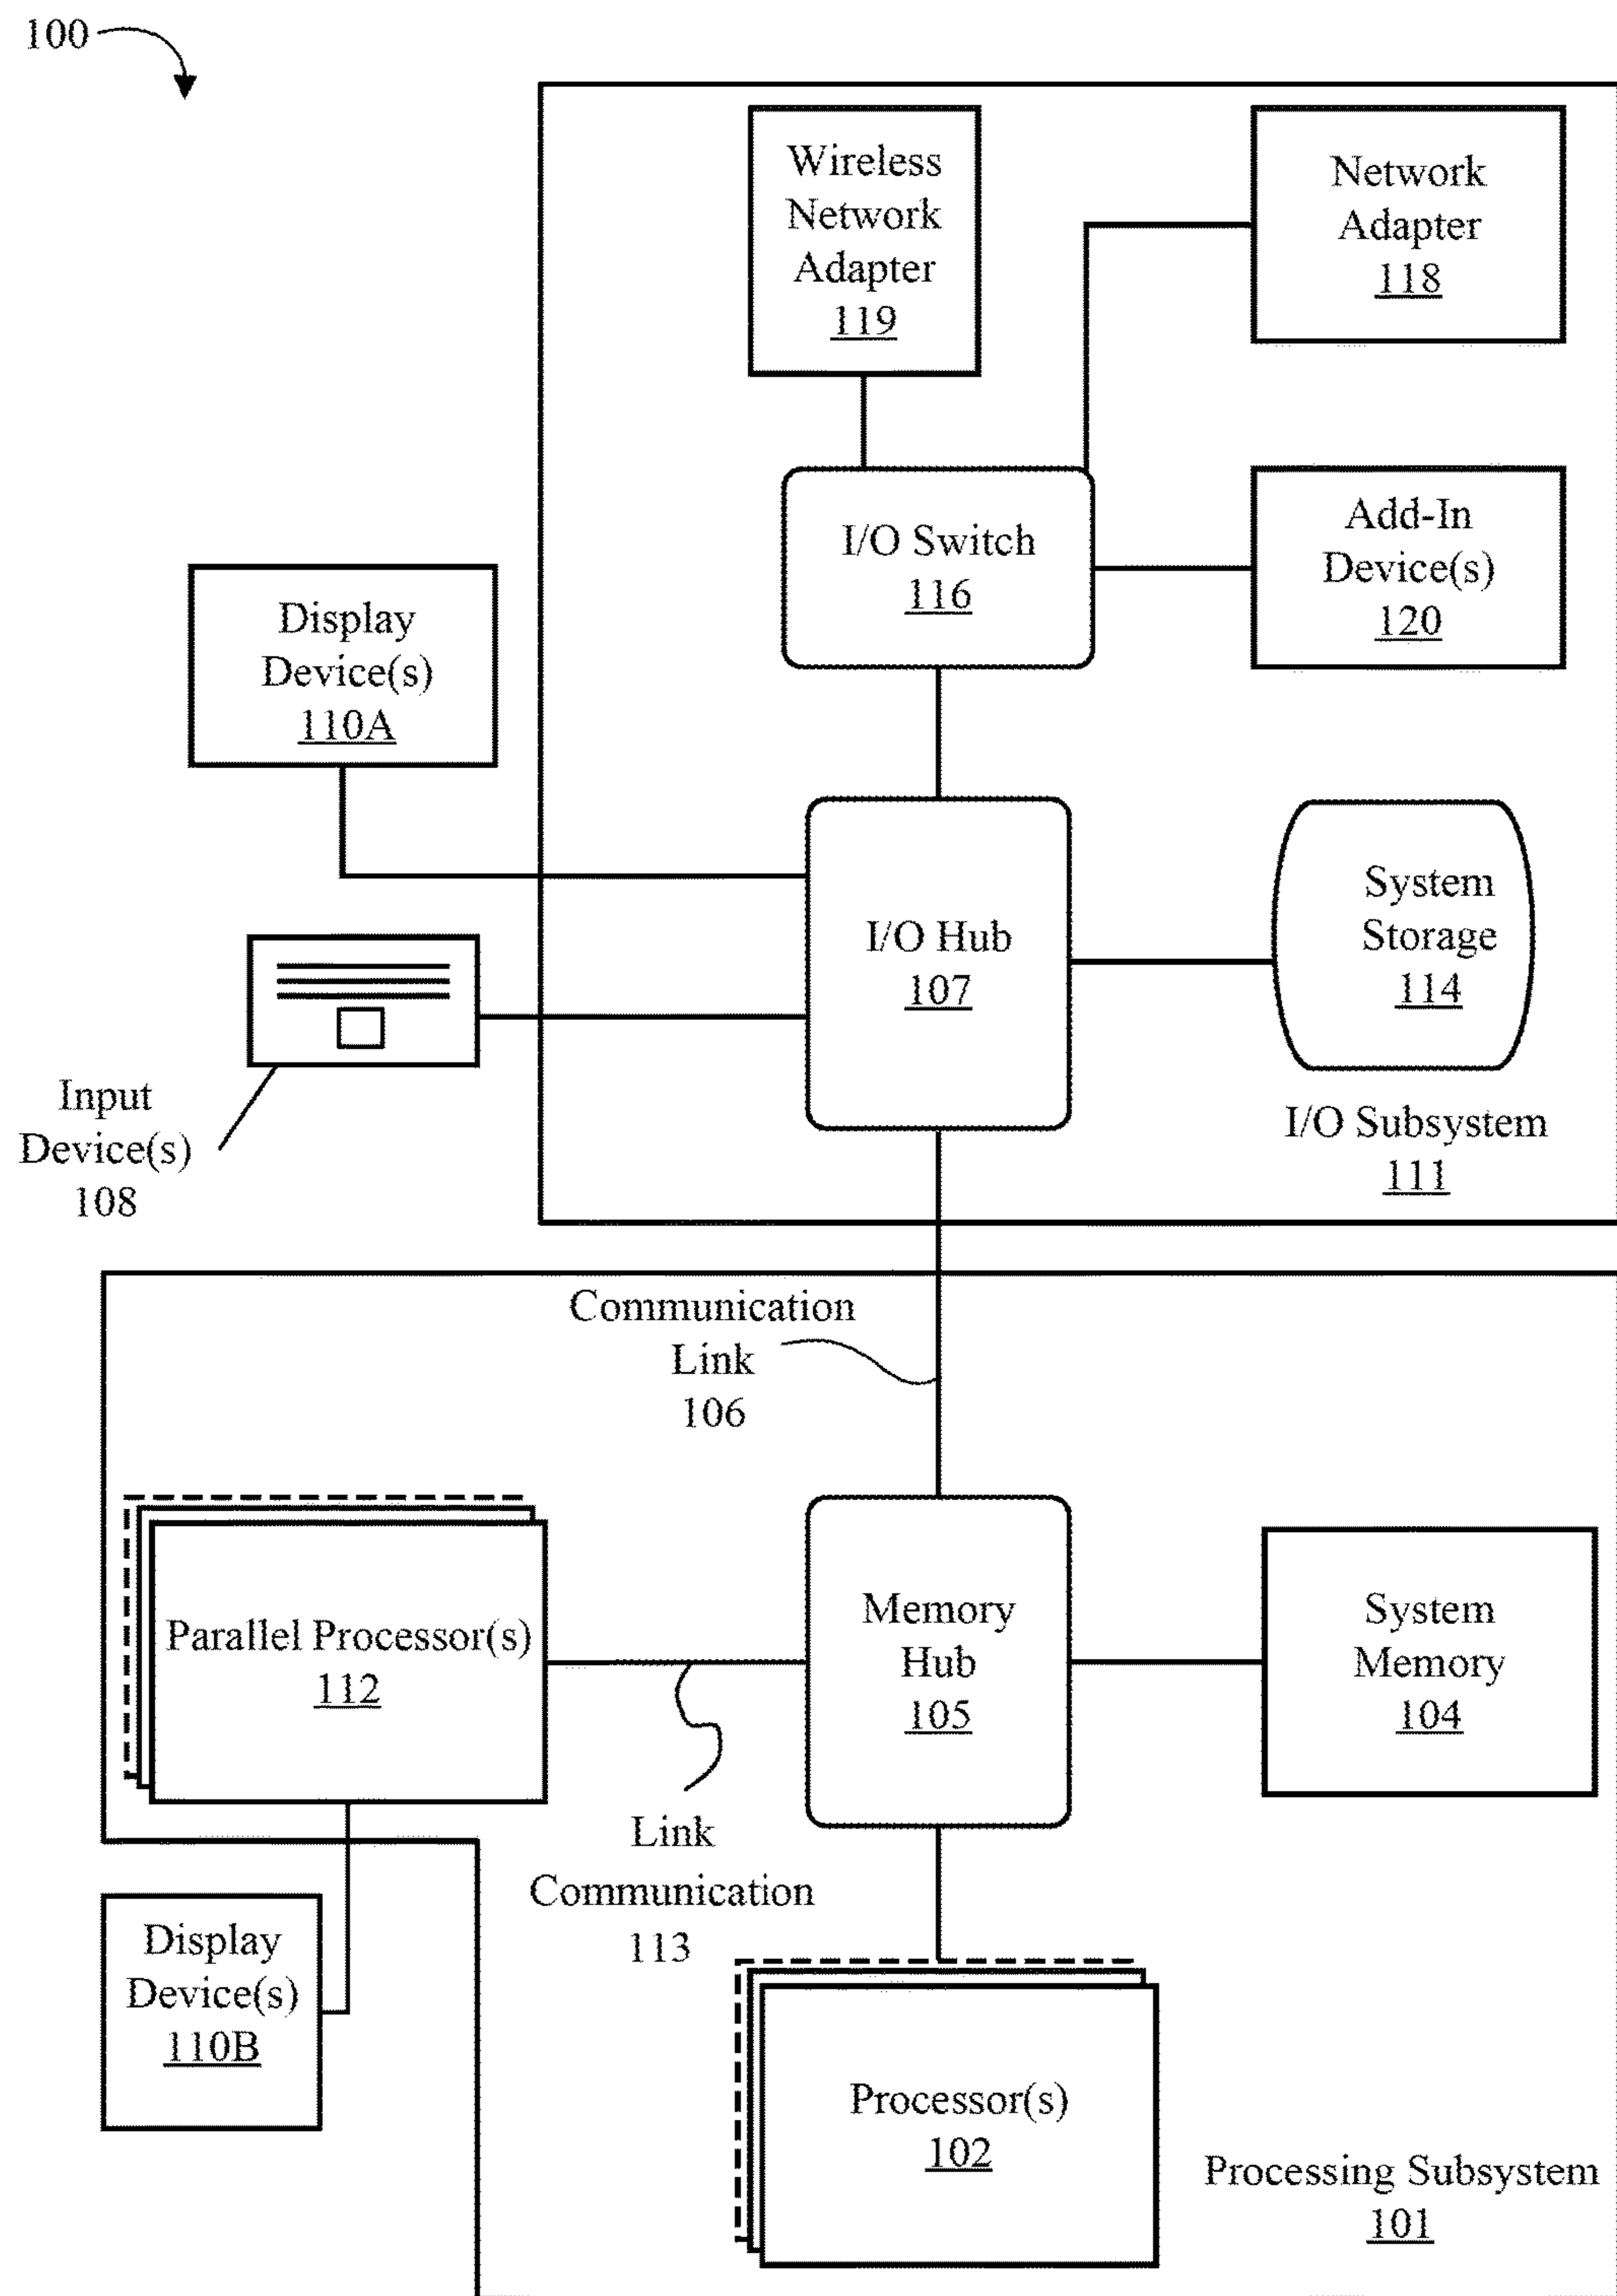 100
Wireless
Network
Adapter
119
Network
Adapter
118
I/O Switch
116
Add-In
Device(s)
120
Display
Device(s)
110A
I/O Hub
107
System
Storage
114
Input
Device(s)
108
I/O Subsystem
111
Communication
Link
106
Parallel Processor(s)
112
Memory
Hub
105
System
Memory
104
Link
Communication
113
Display
Device(s)
110B
Processor(s)
102
Processing Subsystem
101